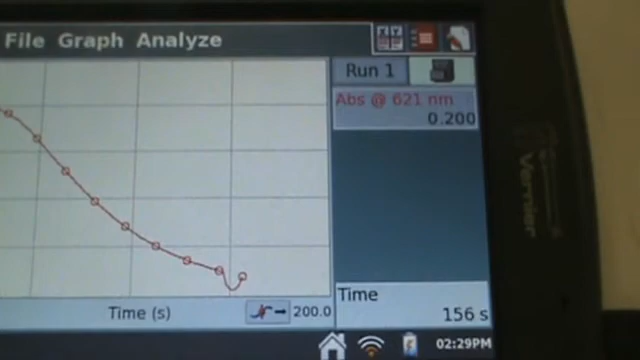 File Graph Analyze
Run 1
Abs @ 621 nm
0.200
Time (s)
200.0
Time
156 s
02:29PM
Vernier